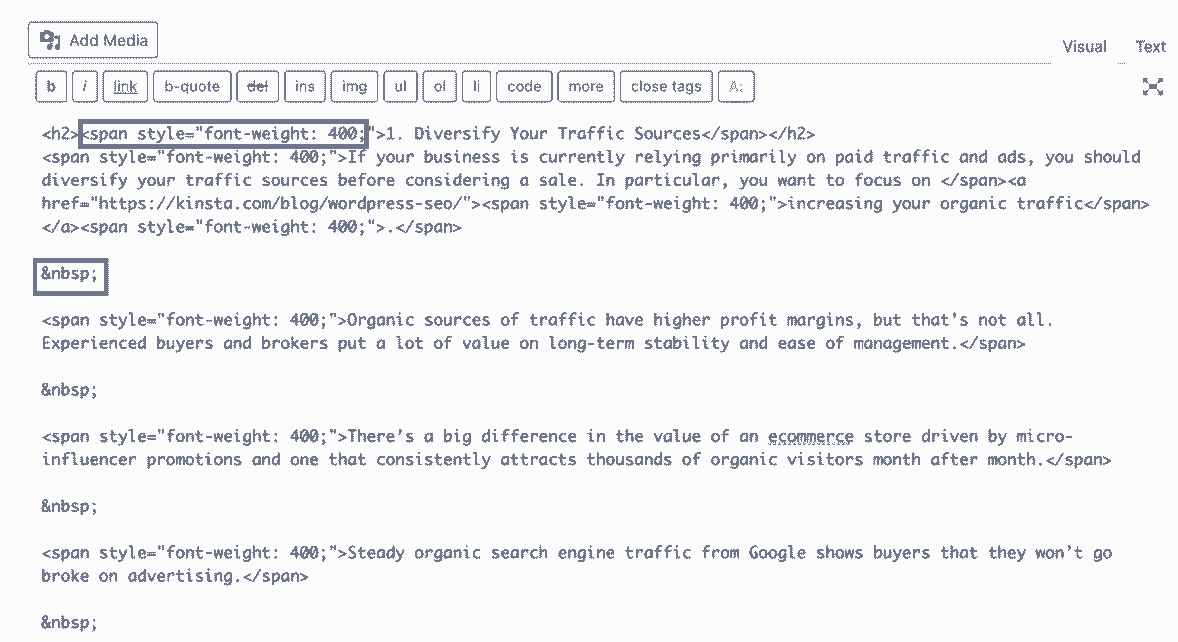 Add Media
Visual Text
b i link b-quote del ins img ul ol li code more close tags A:
<h2><span style="font-weight: 400;">1. Diversify Your Traffic Sources</span></h2>
<span style="font-weight: 400;">If your business is currently relying primarily on paid traffic and ads, you should
diversify your traffic sources before considering a sale. In particular, you want to focus on </span><a
href="https://kinsta.com/blog/wordpress-seo/"><span style="font-weight: 400;">increasing your organic traffic</span>
</a><span style="font-weight: 400;">.</span>
&nbsp;
<span style="font-weight: 400;">Organic sources of traffic have higher profit margins, but that’s not all.
Experienced buyers and brokers put a lot of value on long-term stability and ease of management.</span>
&nbsp;
<span style="font-weight: 400;">There’s a big difference in the value of an ecommerce store driven by micro-
influencer promotions and one that consistently attracts thousands of organic visitors month after month.</span>
&nbsp;
<span style="font-weight: 400;">Steady organic search engine traffic from Google shows buyers that they won’t go
broke on advertising.</span>
&nbsp;